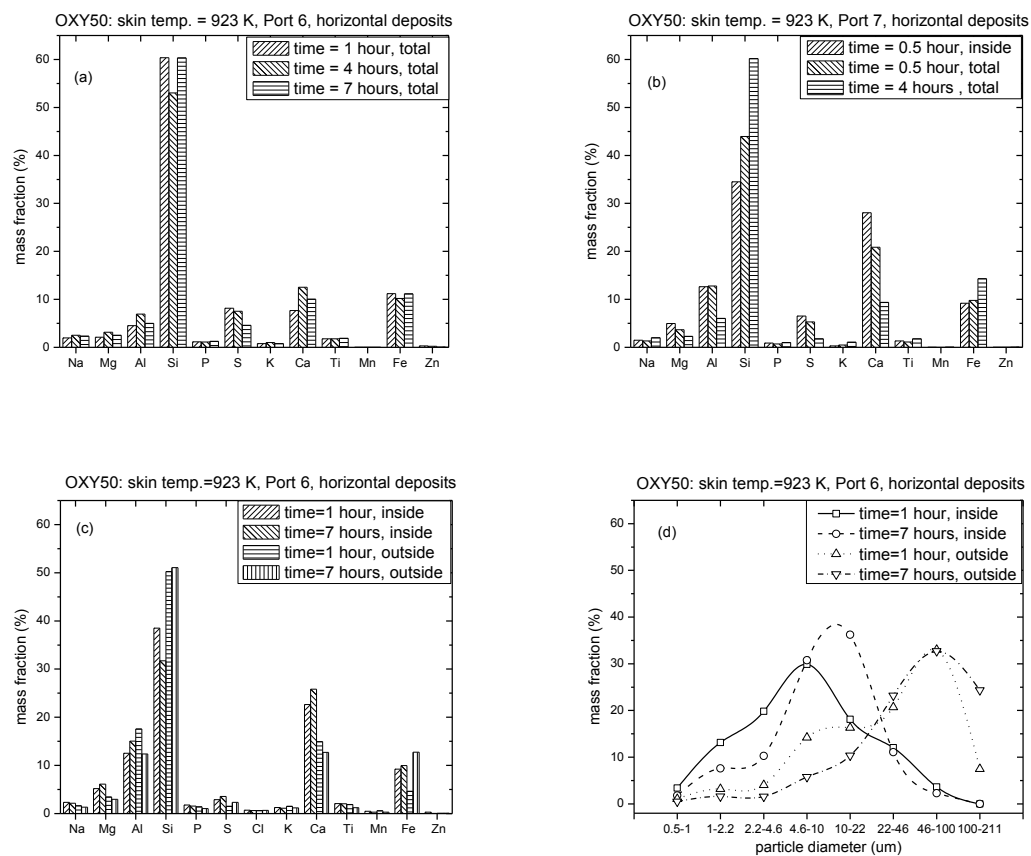 OXY50: skin temp. = 923 K, Port 6, horizontal deposits
(a)
time = 1 hour, total
time = 4 hours, total
time = 7 hours, total
60
50
40
30
20
10
0
mass fraction (%)
Na Mg Al Si P S K Ca Ti Mn Fe Zn
OXY50: skin temp. = 923 K, Port 7, horizontal deposits
(b)
time = 0.5 hour, inside
time = 0.5 hour, total
time = 4 hours , total
60
50
40
30
20
10
0
mass fraction (%)
Na Mg Al Si P S K Ca Ti Mn Fe Zn
OXY50: skin temp.=923 K, Port 6, horizontal deposits
(c)
time=1 hour, inside
time=7 hours, inside
time=1 hour, outside
time=7 hours, outside
60
50
40
30
20
10
0
mass fraction (%)
Na Mg Al Si P S Cl K Ca Ti Mn Fe Zn
OXY50: skin temp.=923 K, Port 6, horizontal deposits
(d)
time=1 hour, inside
time=7 hours, inside
time=1 hour, outside
time=7 hours, outside
60
50
40
30
20
10
0
mass fraction (%)
0.5-1 1-2.2 2.2-4.6 4.6-10 10-22 22-46 46-100 100-211
particle diameter (um)